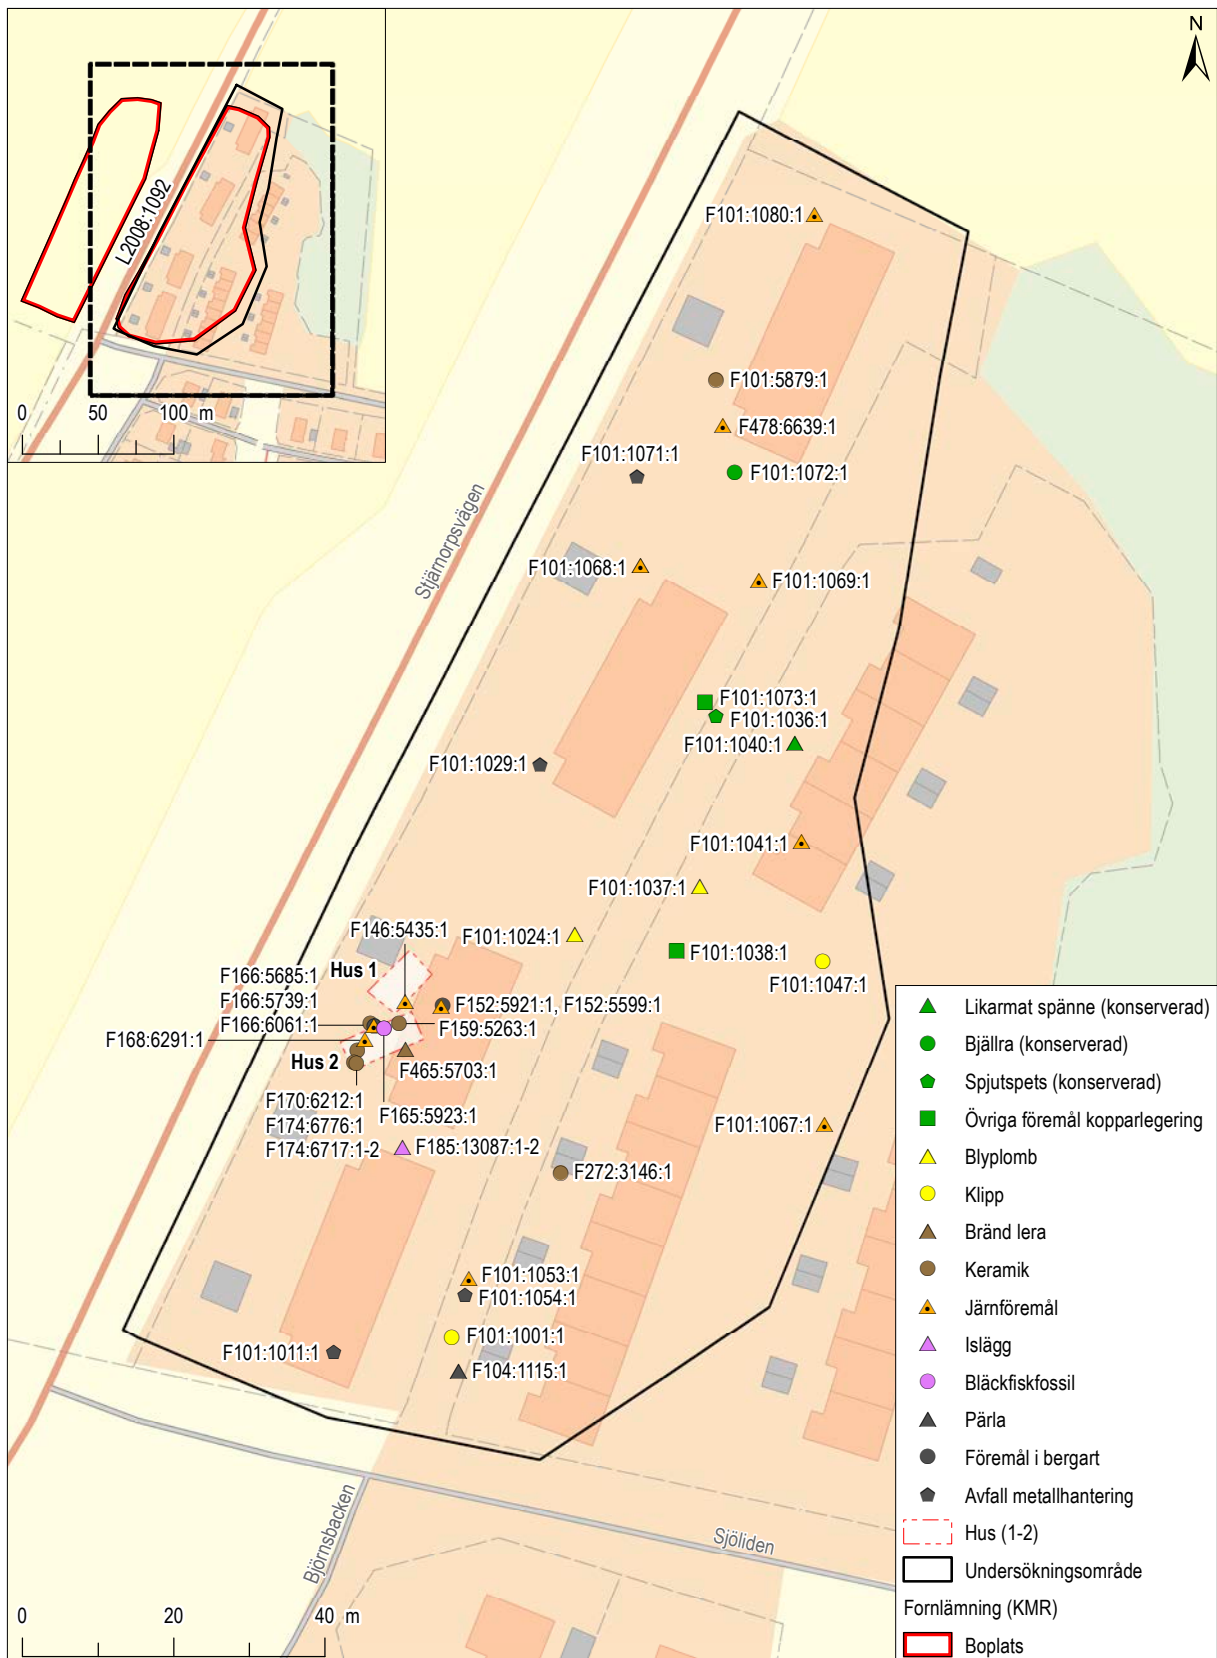 N
L2008:1092
0 50 100 m
Stjärnorpsvägen
F101:1080:1
F101:5879:1
F478:6639:1
F101:1071:1
F101:1072:1
F101:1068:1
F101:1069:1
F101:1073:1
F101:1036:1
F101:1040:1
F101:1029:1
F101:1041:1
F101:1037:1
F146:5435:1
F101:1024:1
F101:1038:1
F101:1047:1
Hus 1
F166:5685:1
F166:5739:1
F166:6061:1
F152:5921:1, F152:5599:1
F159:5263:1
F168:6291:1
Hus 2
F465:5703:1
F170:6212:1
F174:6776:1
F174:6717:1-2
F165:5923:1
F185:13087:1-2
F101:1067:1
F272:3146:1
F101:1053:1
F101:1054:1
F101:1001:1
F101:1011:1
F104:1115:1
Björnsbacken
Sjöliden
0 20 40 m
Likarmat spänne (konserverad)
Bjällra (konserverad)
Spjutspets (konserverad)
Övriga föremål kopparlegering
Blyplomb
Klipp
Bränd lera
Keramik
Järnföremål
Islägg
Bläckfiskfossil
Pärla
Föremål i bergart
Avfall metallhantering
Hus (1-2)
Undersökningsområde
Fornlämning (KMR)
Boplats